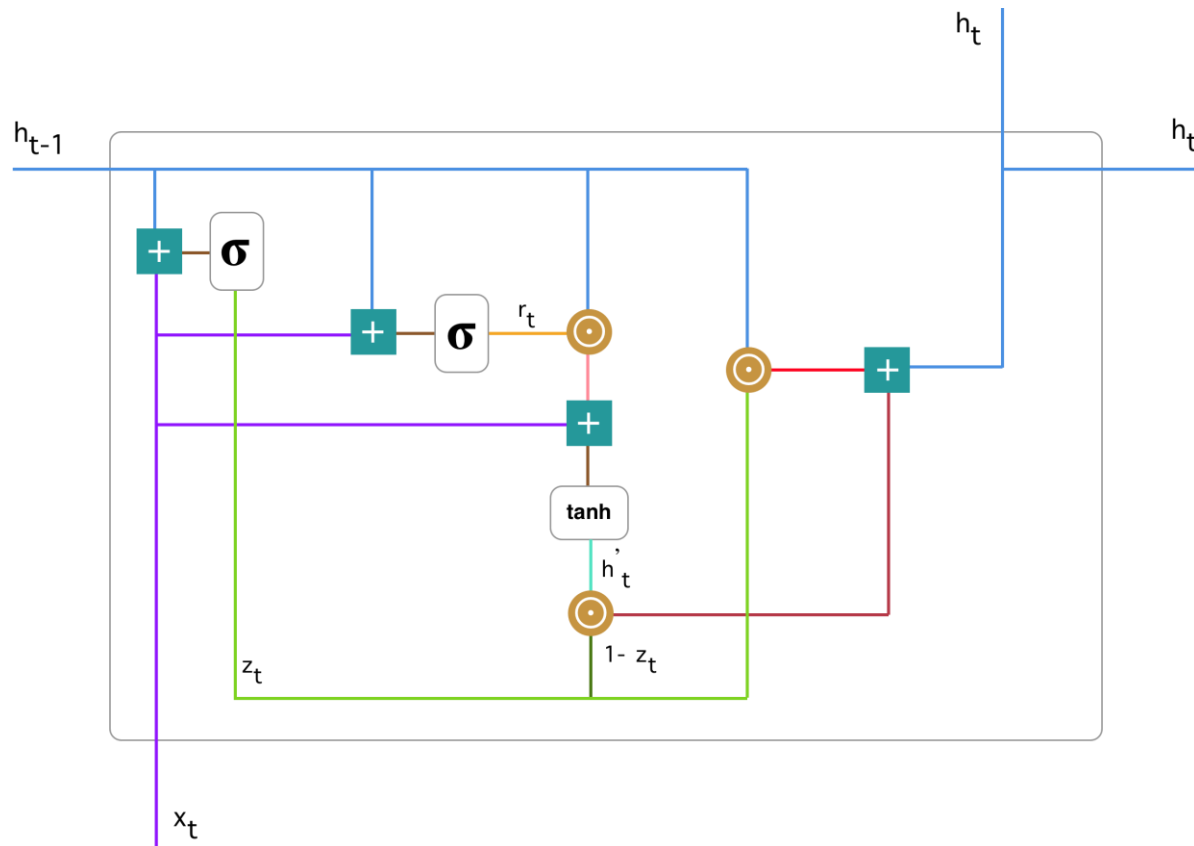 h_t
h_{t-1}
h_t
+
σ
+
σ
r_t
+
+
tanh
h'_t
1- z_t
z_t
x_t